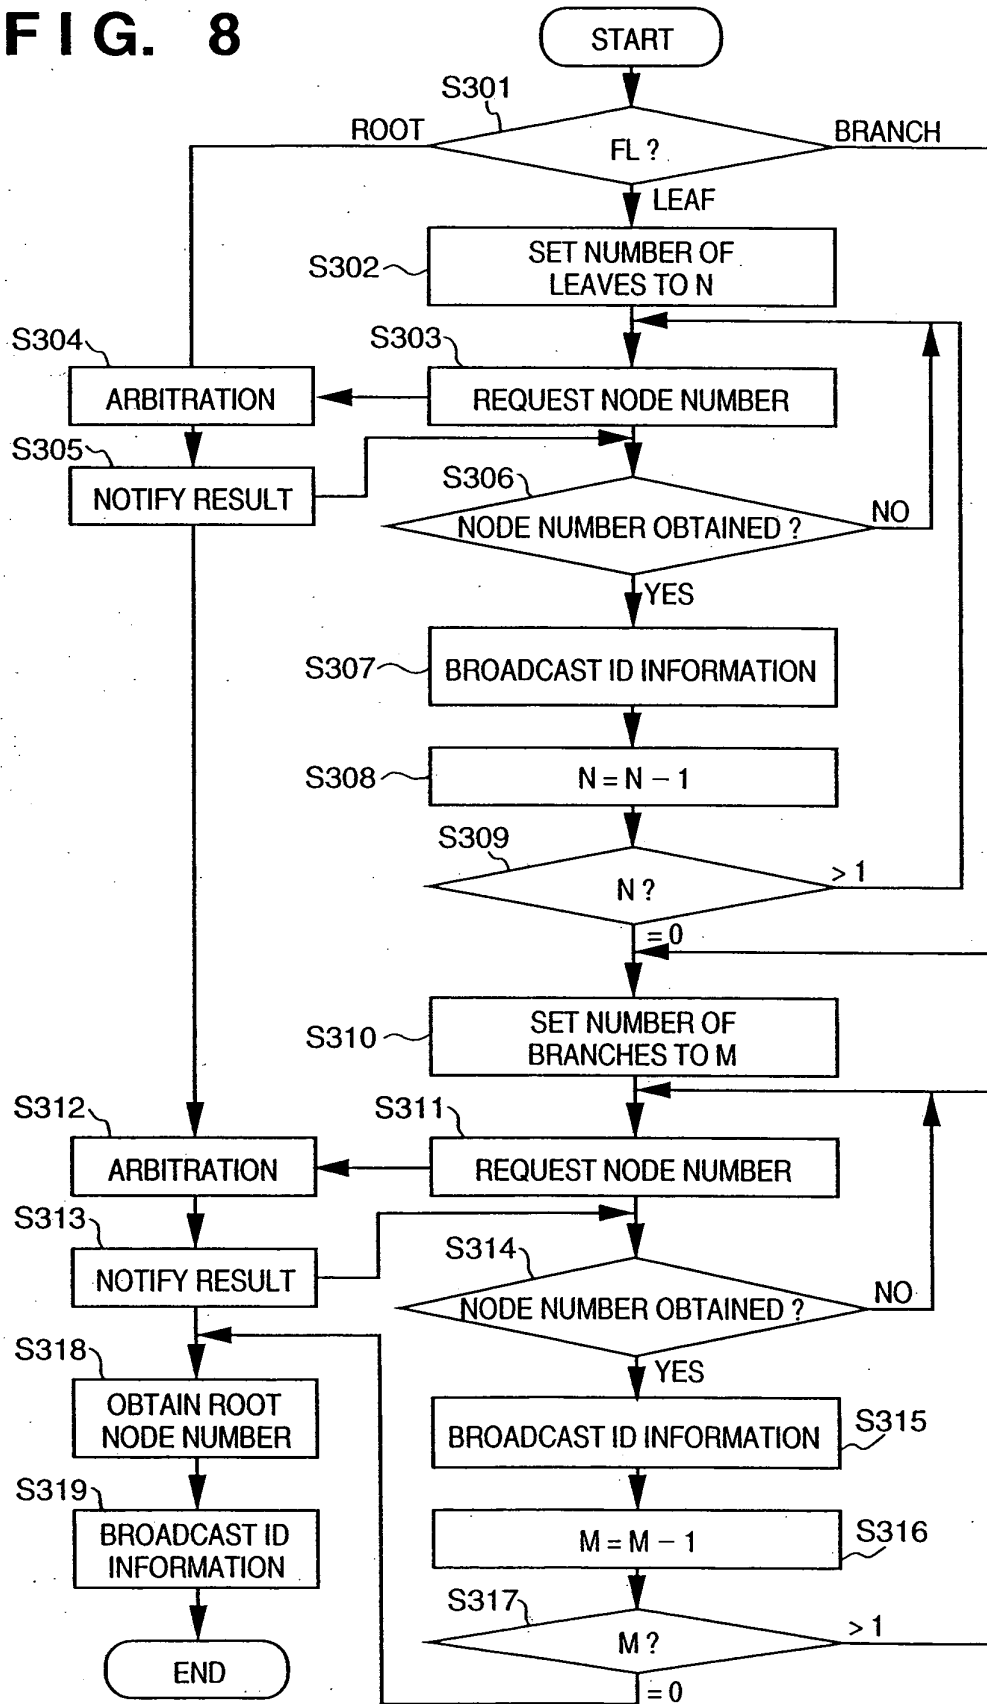 FIG. 8
START
S301
ROOT
FL ?
BRANCH
LEAF
S302
SET NUMBER OF
LEAVES TO N
S304
S303
ARBITRATION
REQUEST NODE NUMBER
S305
NOTIFY RESULT
S306
NODE NUMBER OBTAINED ?
NO
YES
S307
BROADCAST ID INFORMATION
S308
N = N − 1
S309
N ?
> 1
= 0
S310
SET NUMBER OF
BRANCHES TO M
S312
S311
ARBITRATION
REQUEST NODE NUMBER
S313
NOTIFY RESULT
S314
NODE NUMBER OBTAINED ?
NO
YES
S318
OBTAIN ROOT
NODE NUMBER
BROADCAST ID INFORMATION
S315
S319
BROADCAST ID
INFORMATION
M = M − 1
S316
S317
M ?
> 1
= 0
END